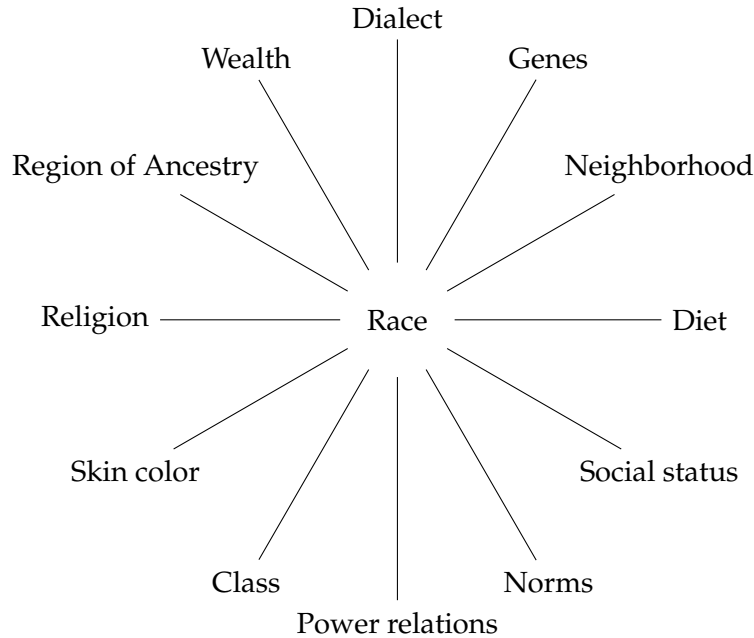 Dialect
Wealth
Genes
Region of Ancestry
Neighborhood
Religion
Race
Diet
Skin color
Social status
Class
Norms
Power relations